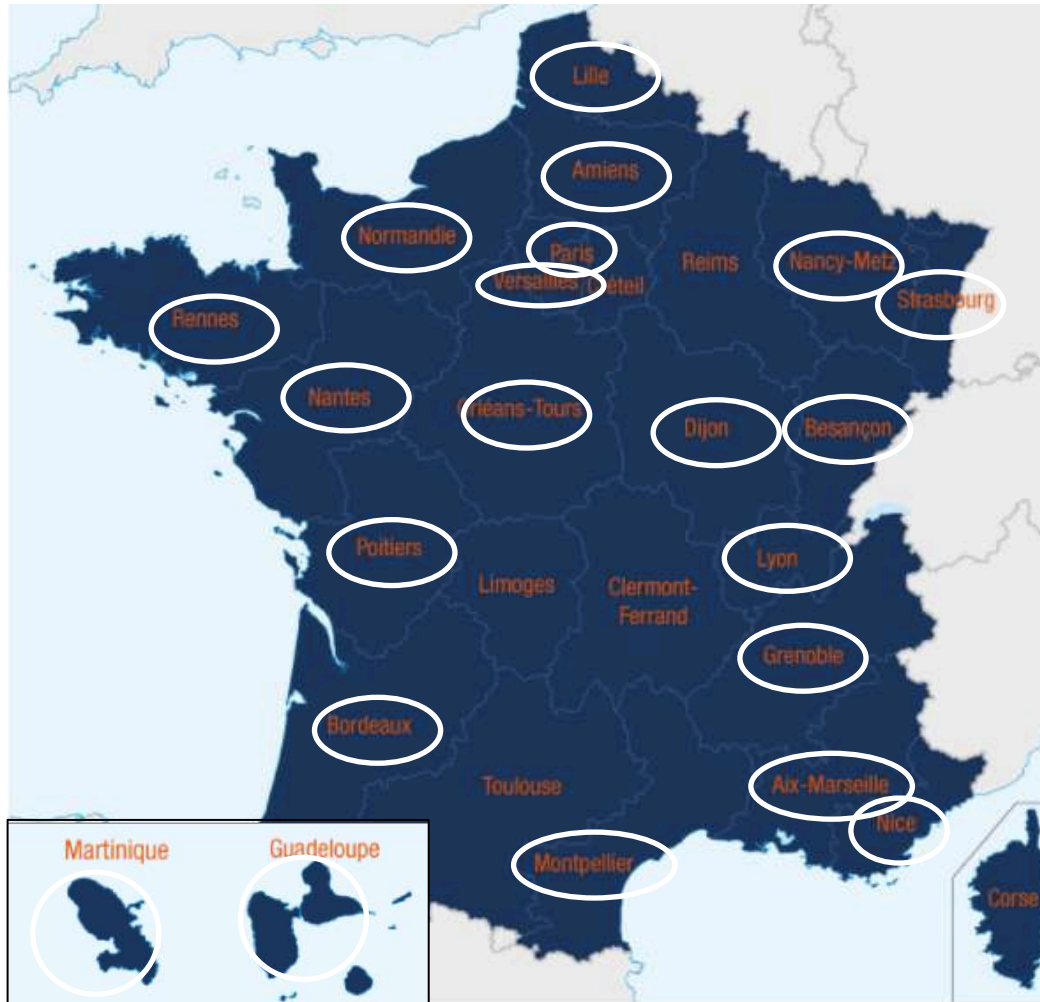 Lille
Amiens
Normandie
Paris
Reims
Nancy-Metz
Versailles
Créteil
Strasbourg
Rennes
Nantes
Orléans-Tours
Dijon
Besançon
Poitiers
Limoges
Clermont-
Ferrand
Lyon
Grenoble
Bordeaux
Toulouse
Aix-Marseille
Nice
Montpellier
Martinique
Guadeloupe
Corse